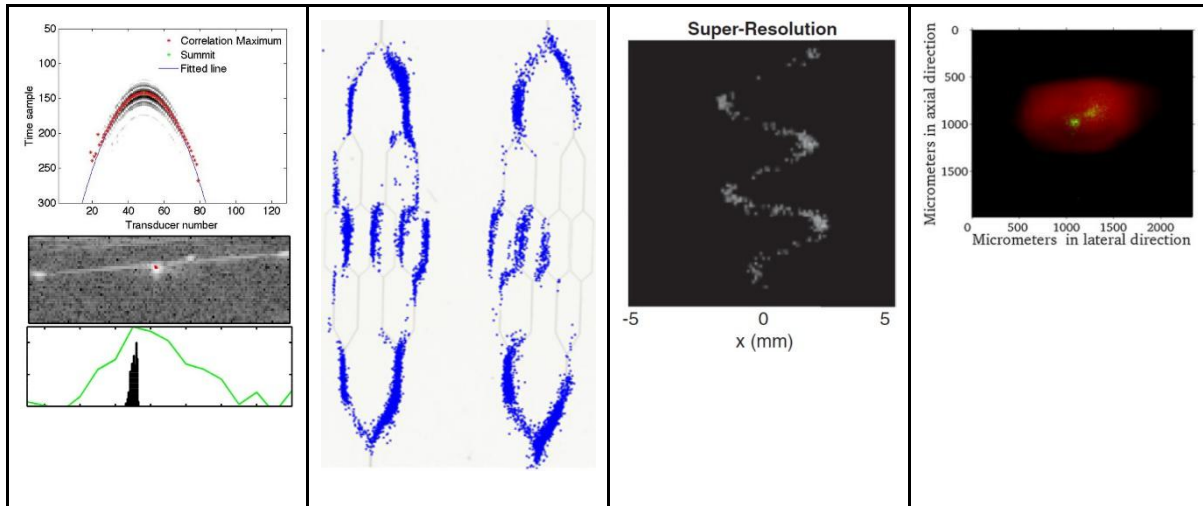 50
100
150
200
250
300
Time sample
Correlation Maximum
Summit
Fitted line
20 40 60 80 100 120
Transducer number
Super-Resolution
-5 0 5
x (mm)
0
500
1000
1500
Micrometers in axial direction
0 500 1000 1500 2000
Micrometers in lateral direction